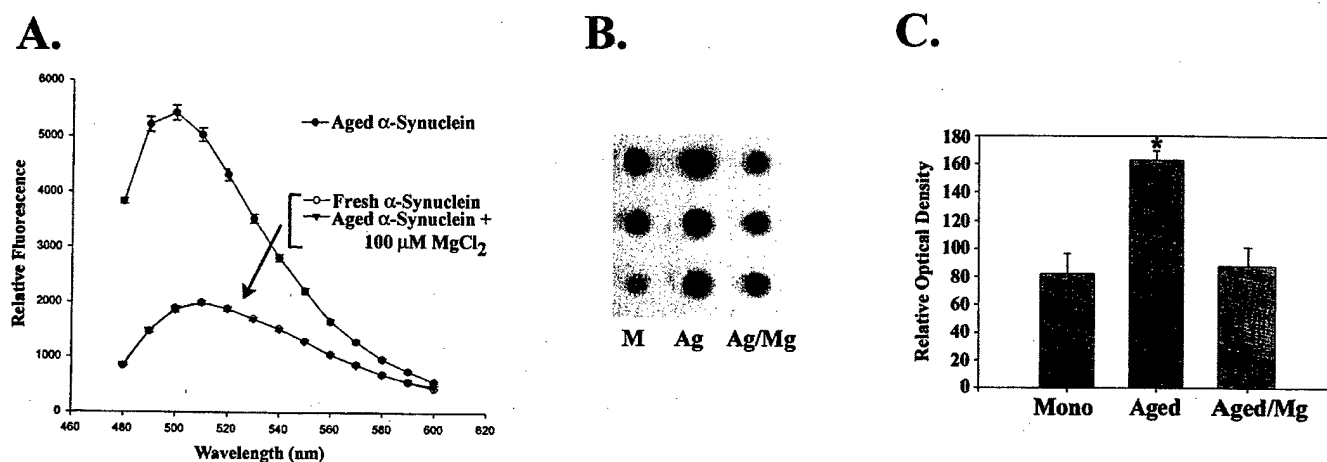 A.
6000
5000
4000
3000
2000
1000
0
Relative Fluorescence
460 480 500 520 540 560 580 600 620
Wavelength (nm)
Aged α-Synuclein
Fresh α-Synuclein
Aged α-Synuclein +
100 μM MgCl2
B.
M Ag Ag/Mg
C.
180
160
140
120
100
80
60
40
20
0
Relative Optical Density
*
Mono Aged Aged/Mg